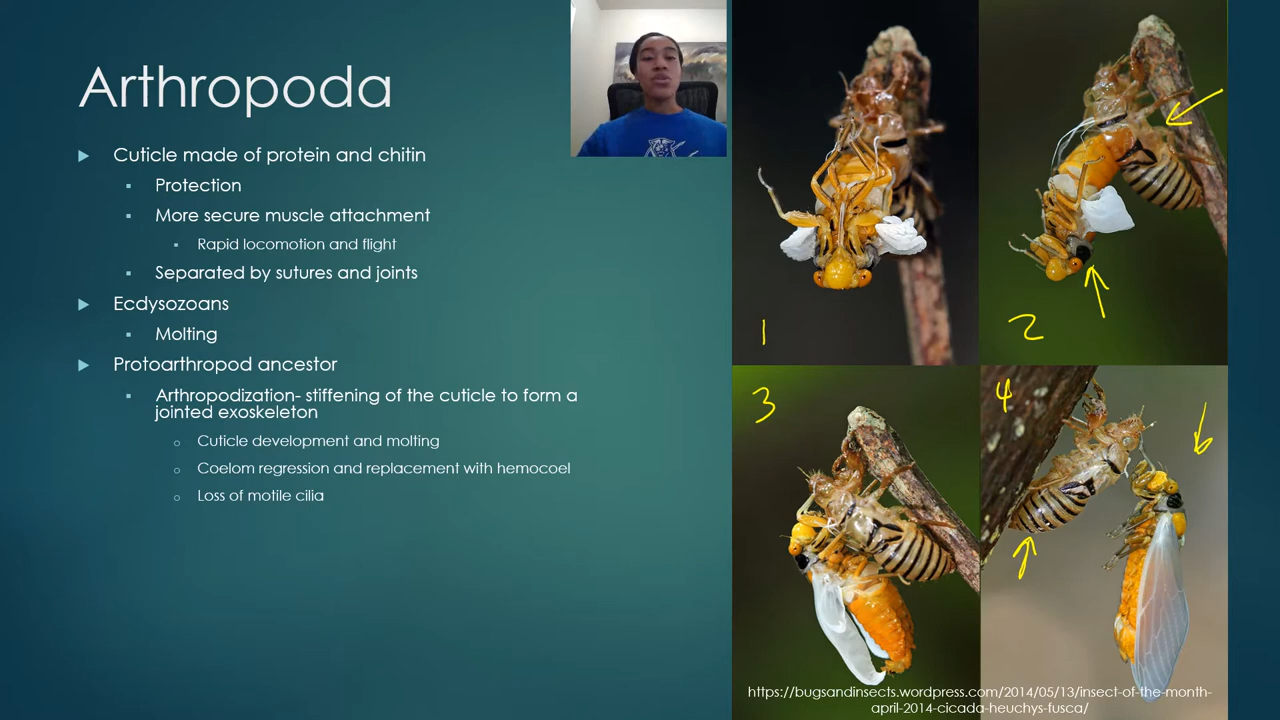 Arthropoda
Cuticle made of protein and chitin
Protection
More secure muscle attachment
Rapid locomotion and flight
Separated by sutures and joints
Ecdysozoans
Molting
Protoarthropod ancestor
Arthropodization- stiffening of the cuticle to form a
jointed exoskeleton
Cuticle development and molting
Coelom regression and replacement with hemocoel
Loss of motile cilia
1
2
3
4
https://bugsandinsects.wordpress.com/2014/05/13/insect-of-the-month-
april-2014-cicada-heuchys-fusca/